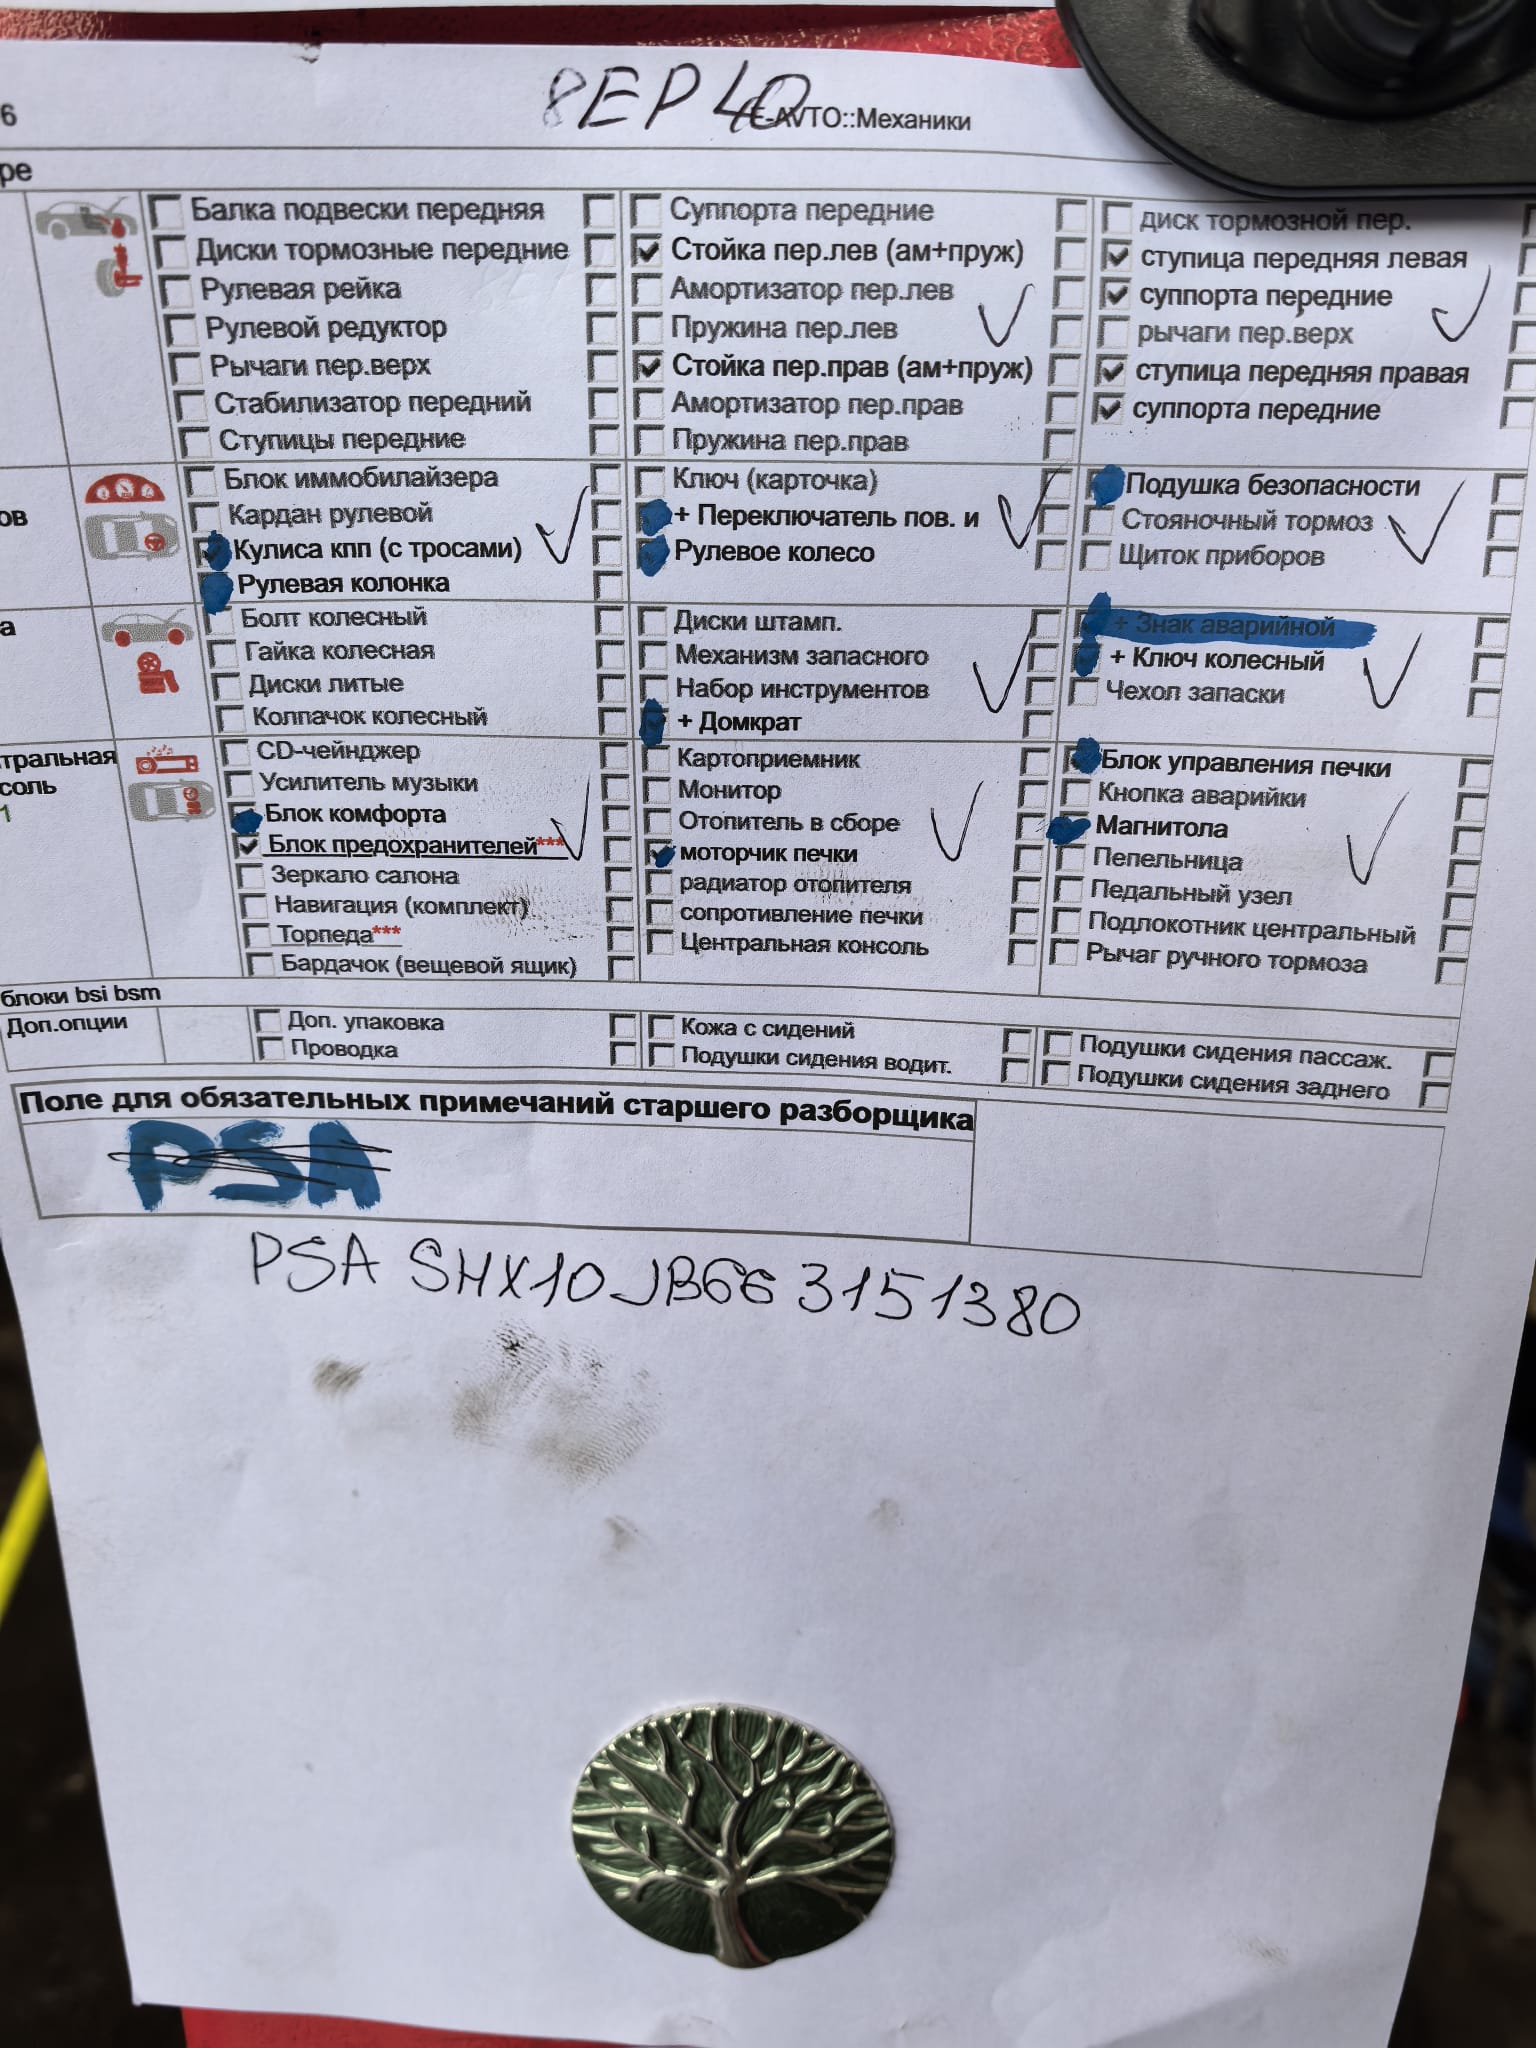 6 8EP40 E-AVTO::Механики
ре
Балка подвески передняя Суппорта передние диск тормозной пер.
Диски тормозные передние Стойка пер.лев (ам+пруж) ступица передняя левая
Рулевая рейка Амортизатор пер.лев суппорта передние
Рулевой редуктор Пружина пер.лев рычаги пер.верх
Рычаги пер.верх Стойка пер.прав (ам+пруж) ступица передняя правая
Стабилизатор передний Амортизатор пер.прав суппорта передние
Ступицы передние Пружина пер.прав
ов
Блок иммобилайзера Ключ (карточка) Подушка безопасности
Кардан рулевой + Переключатель пов. и Стояночный тормоз
Кулиса кпп (с тросами) Рулевое колесо Щиток приборов
Рулевая колонка
а
Болт колесный Диски штамп. + Знак аварийной
Гайка колесная Механизм запасного + Ключ колесный
Диски литые Набор инструментов Чехол запаски
Колпачок колесный + Домкрат
тральная
соль
1
CD-чейнджер Картоприемник Блок управления печки
Усилитель музыки Монитор Кнопка аварийки
Блок комфорта Отопитель в сборе Магнитола
Блок предохранителей*** моторчик печки Пепельница
Зеркало салона радиатор отопителя Педальный узел
Навигация (комплект) сопротивление печки Подлокотник центральный
Торпеда*** Центральная консоль Рычаг ручного тормоза
Бардачок (вещевой ящик)
блоки bsi bsm
Доп.опции Доп. упаковка Кожа с сидений Подушки сидения пассаж.
Проводка Подушки сидения водит. Подушки сидения заднего
Поле для обязательных примечаний старшего разборщика
PSA
PSA SHX10JB66 3151380